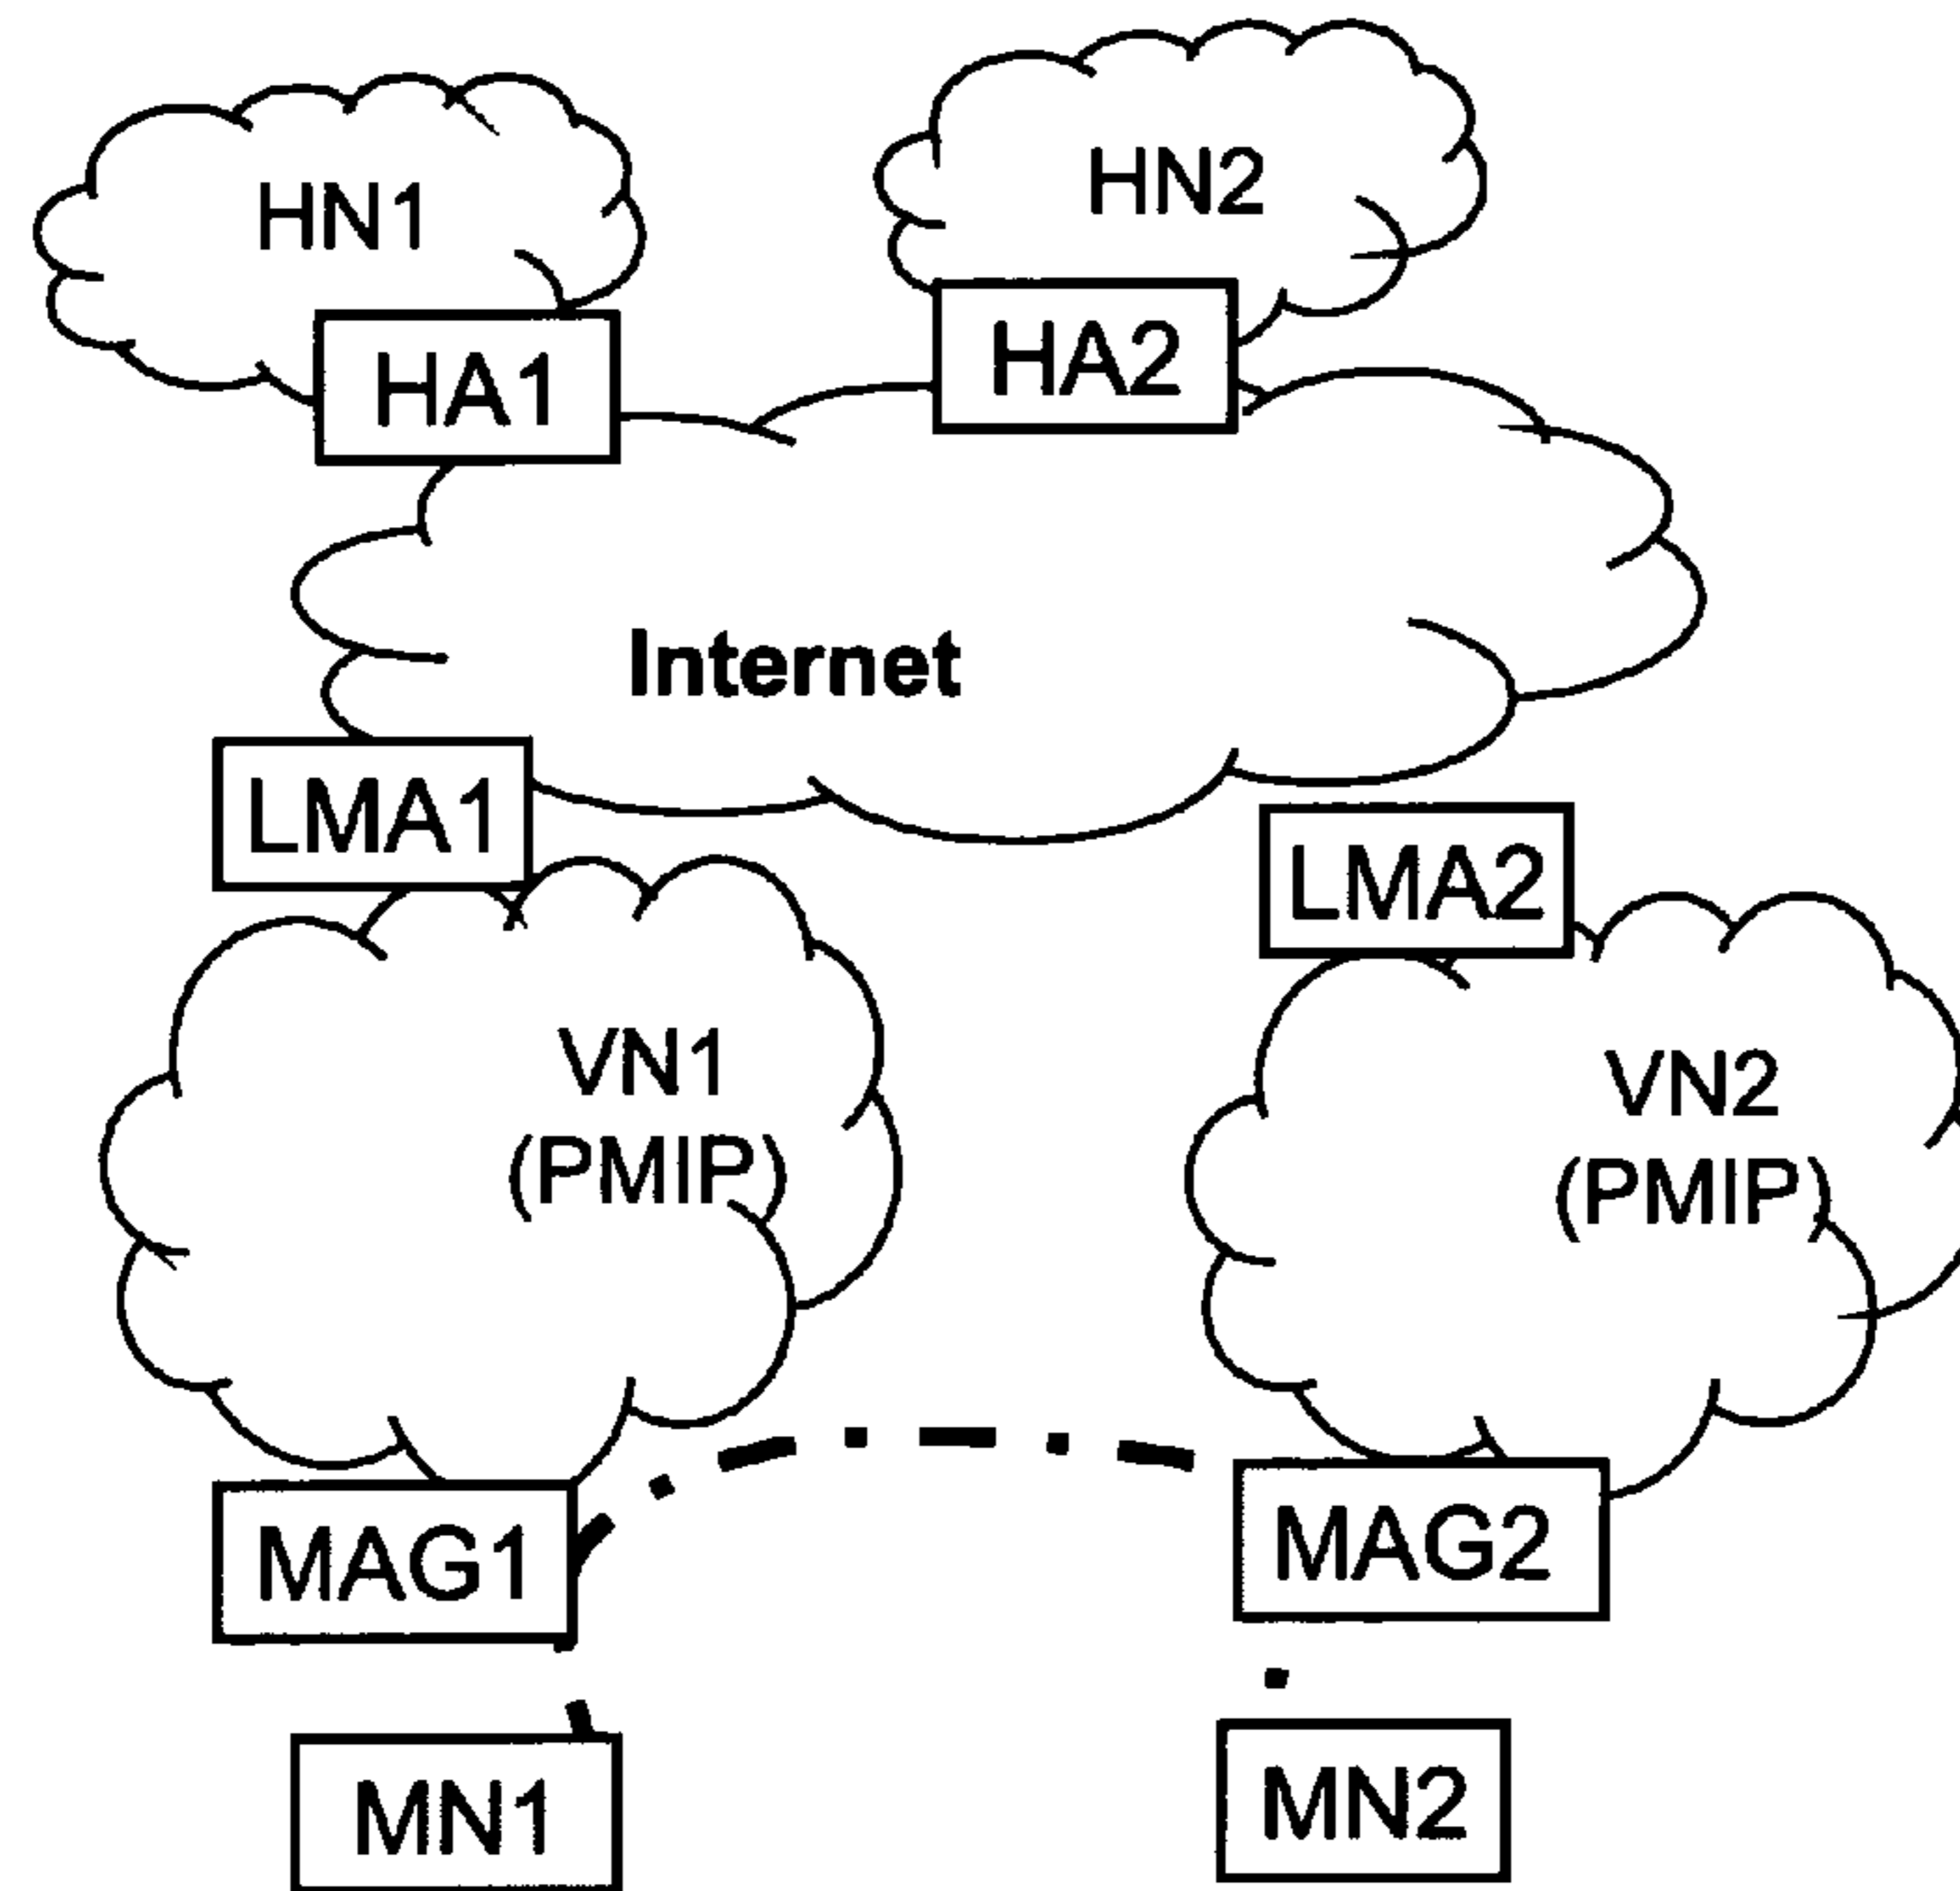 HN1
HN2
HA1
HA2
Internet
LMA1
LMA2
VN1
(PMIP)
VN2
(PMIP)
MAG1
MAG2
MN1
MN2